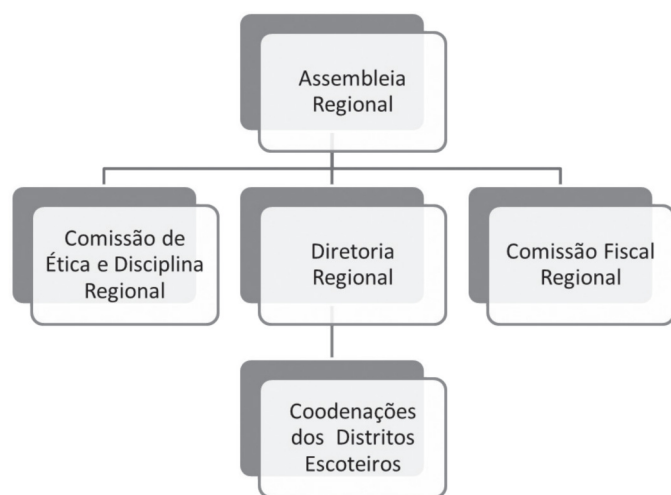 Assembleia
Regional
Comissão de
Ética e Disciplina
Regional
Diretoria
Regional
Comissão Fiscal
Regional
Coodenações
dos Distritos
Escoteiros